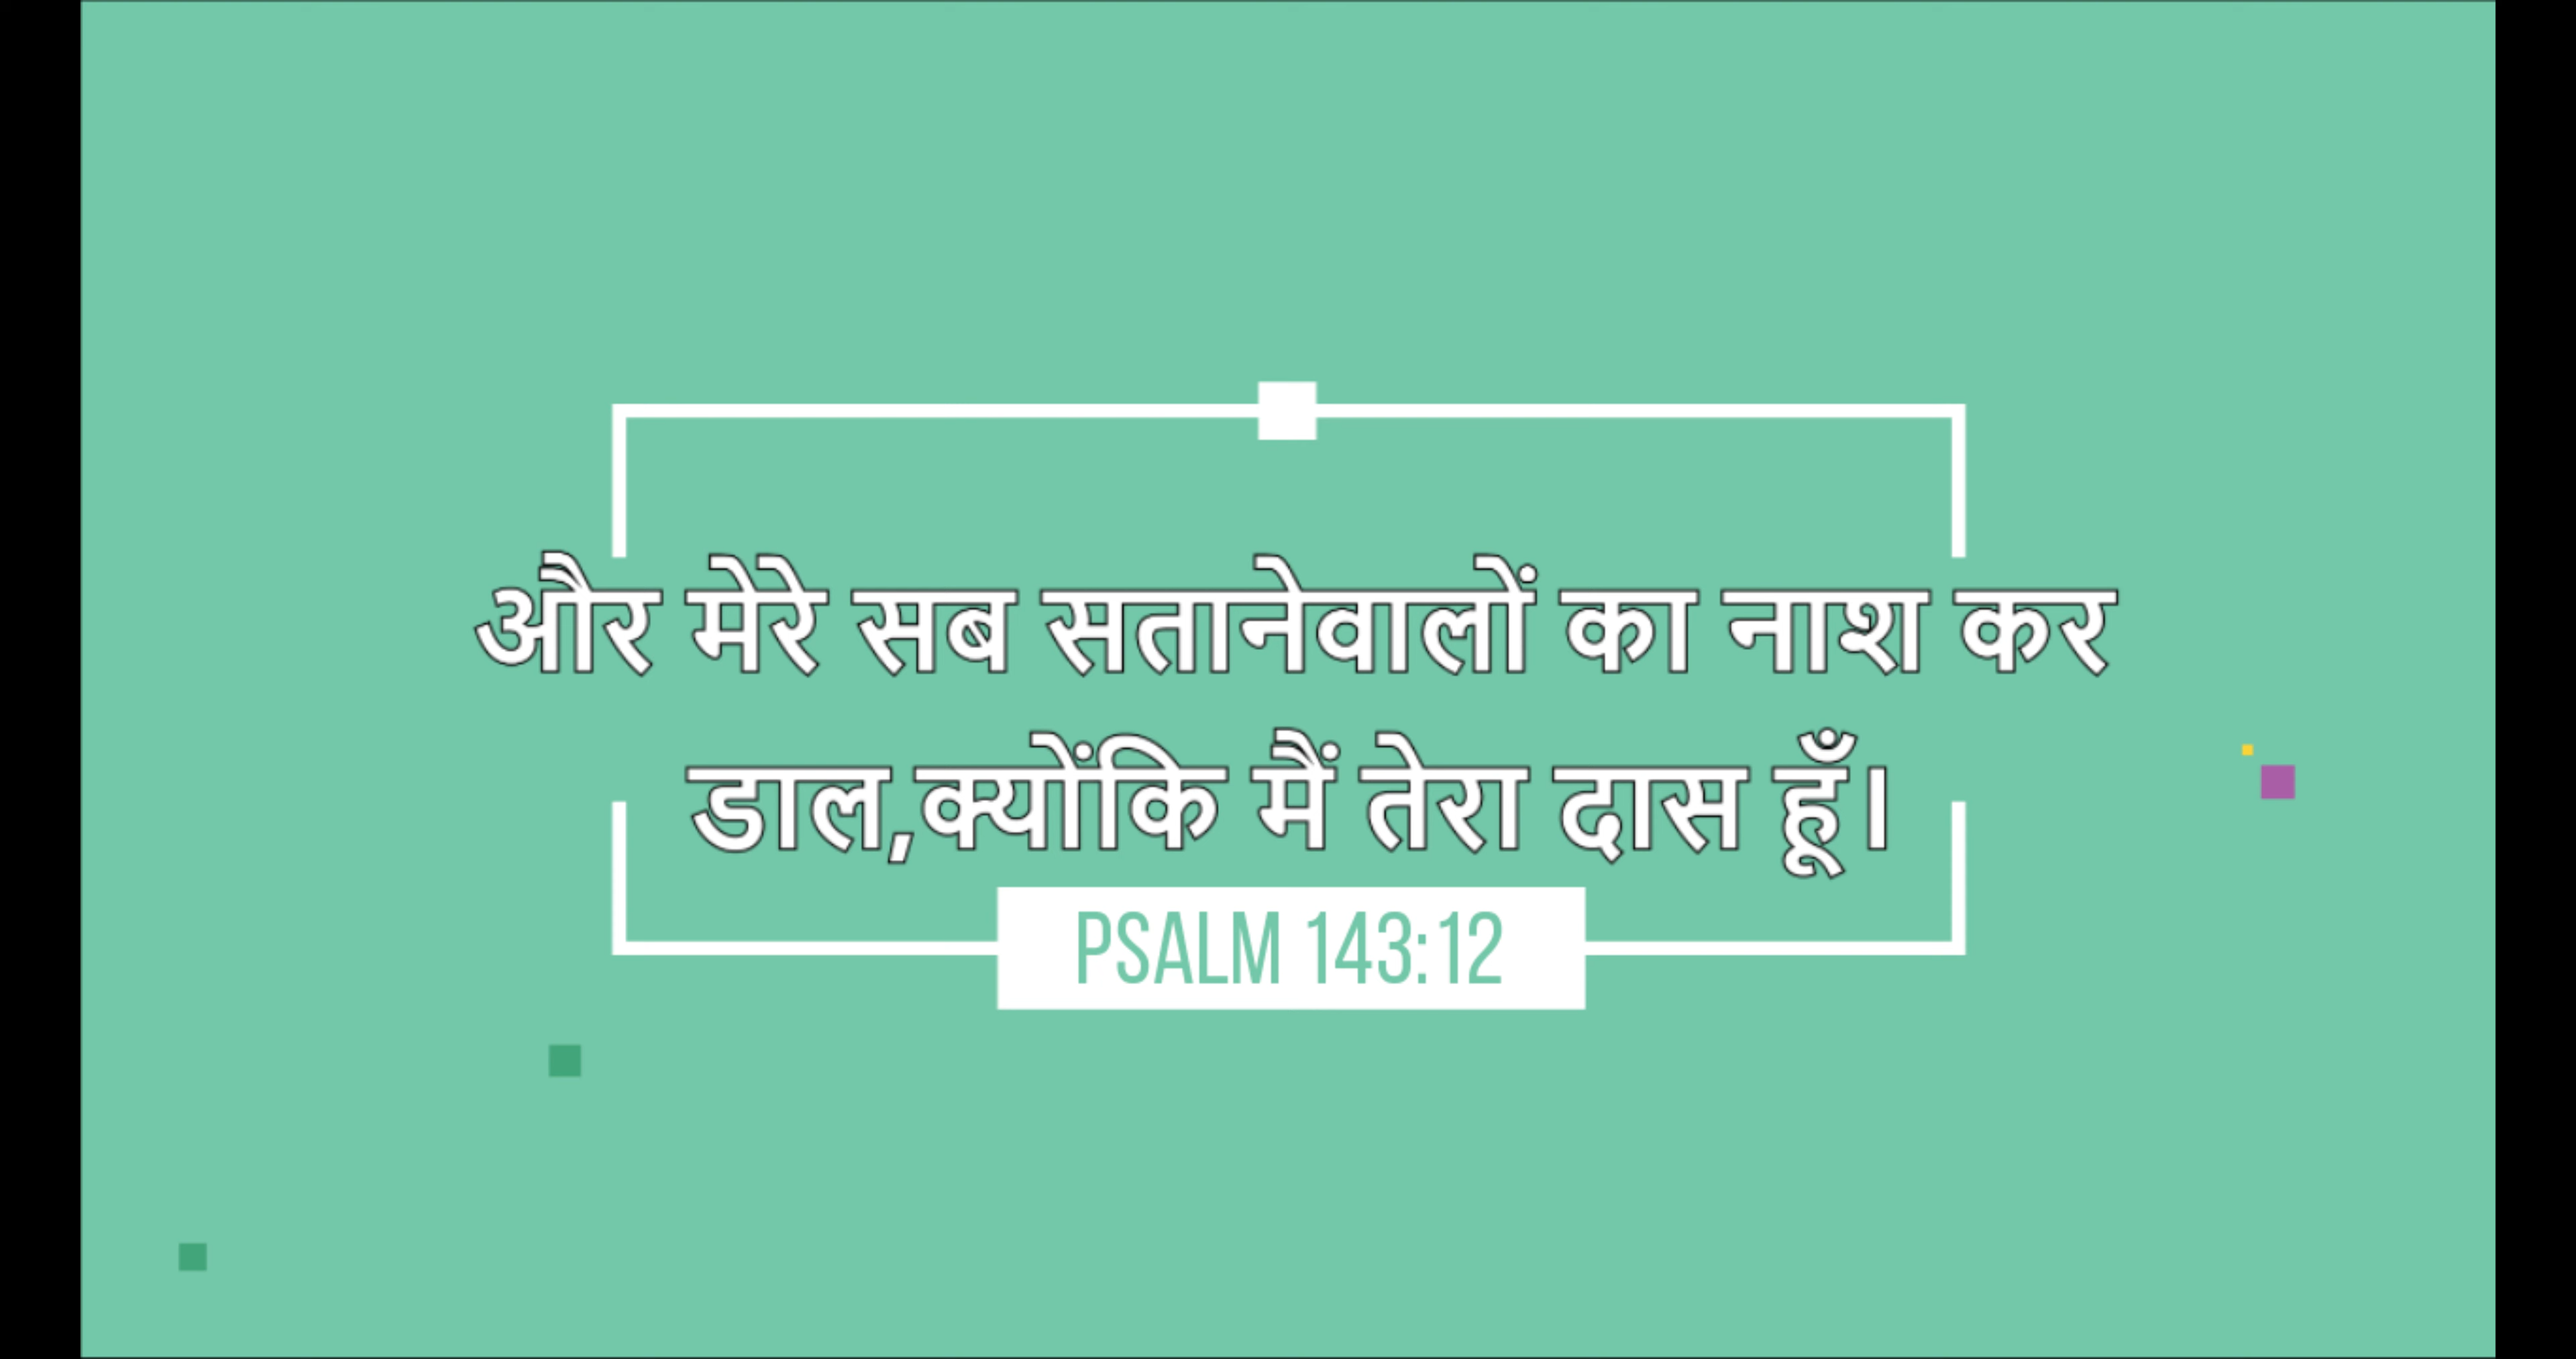 और मेरे सब सतानेवालों का नाश कर
डाल,क्योंकि मैं तेरा दास हूँ।
PSALM 143:12